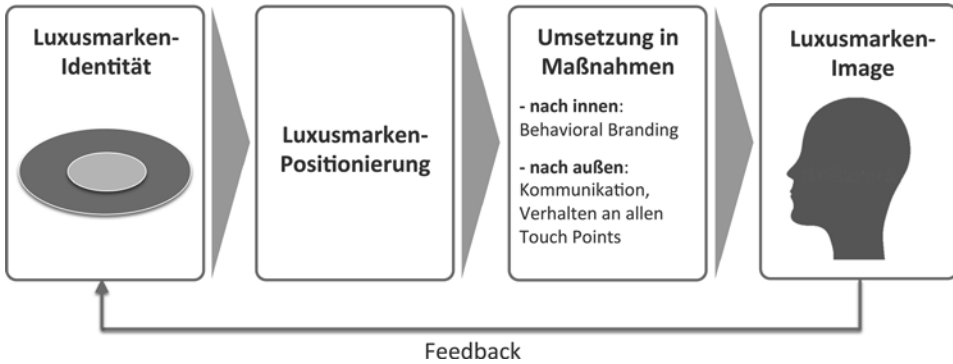 Luxusmarken-
Identität
Luxusmarken-
Positionierung
Umsetzung in
Maßnahmen
- nach innen:
Behavioral Branding
- nach außen:
Kommunikation,
Verhalten an allen
Touch Points
Luxusmarken-
Image
Feedback